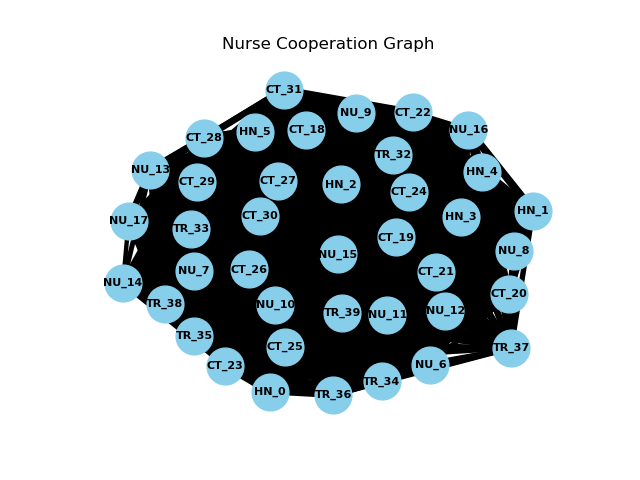 Nurse Cooperation Graph
CT_31
NU_9
CT_22
CT_28
HN_5
CT_18
NU_16
TR_32
NU_13
HN_4
CT_29
CT_27
HN_2
CT_24
HN_1
NU_17
CT_30
HN_3
TR_33
CT_19
NU_8
NU_15
NU_7
CT_26
CT_21
NU_14
CT_20
TR_38
NU_10
TR_39
NU_11
NU_12
TR_35
CT_25
TR_37
CT_23
NU_6
HN_0
TR_36
TR_34